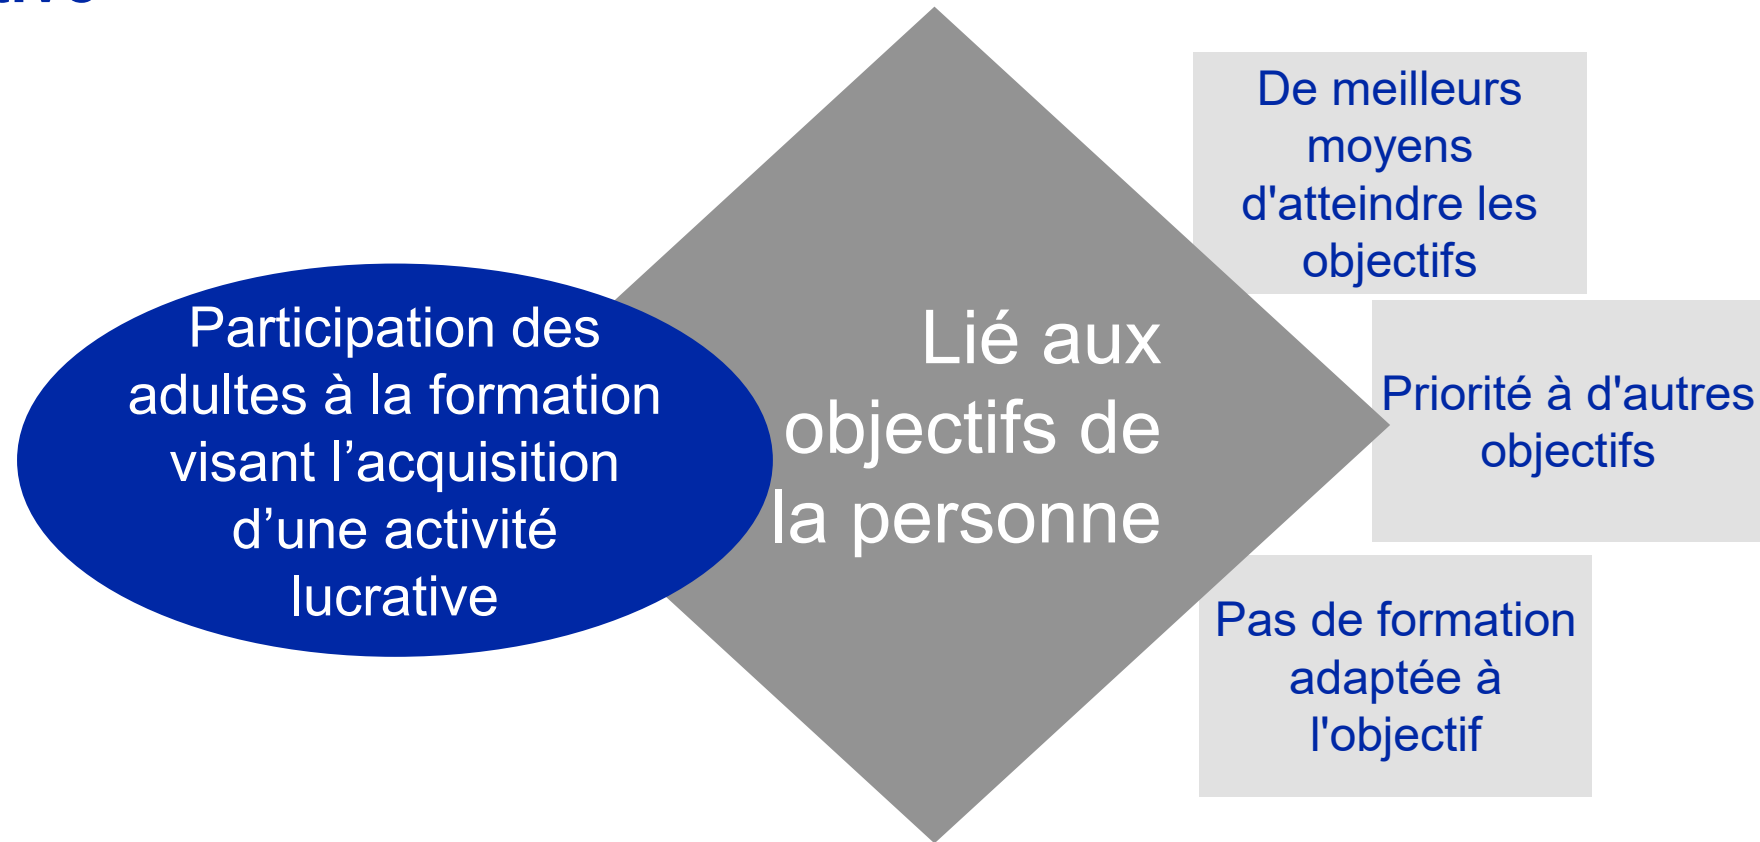 Participation des
adultes à la formation
visant l’acquisition
d’une activité
lucrative
Lié aux
objectifs de
la personne
De meilleurs
moyens
d'atteindre les
objectifs
Priorité à d'autres
objectifs
Pas de formation
adaptée à
l'objectif